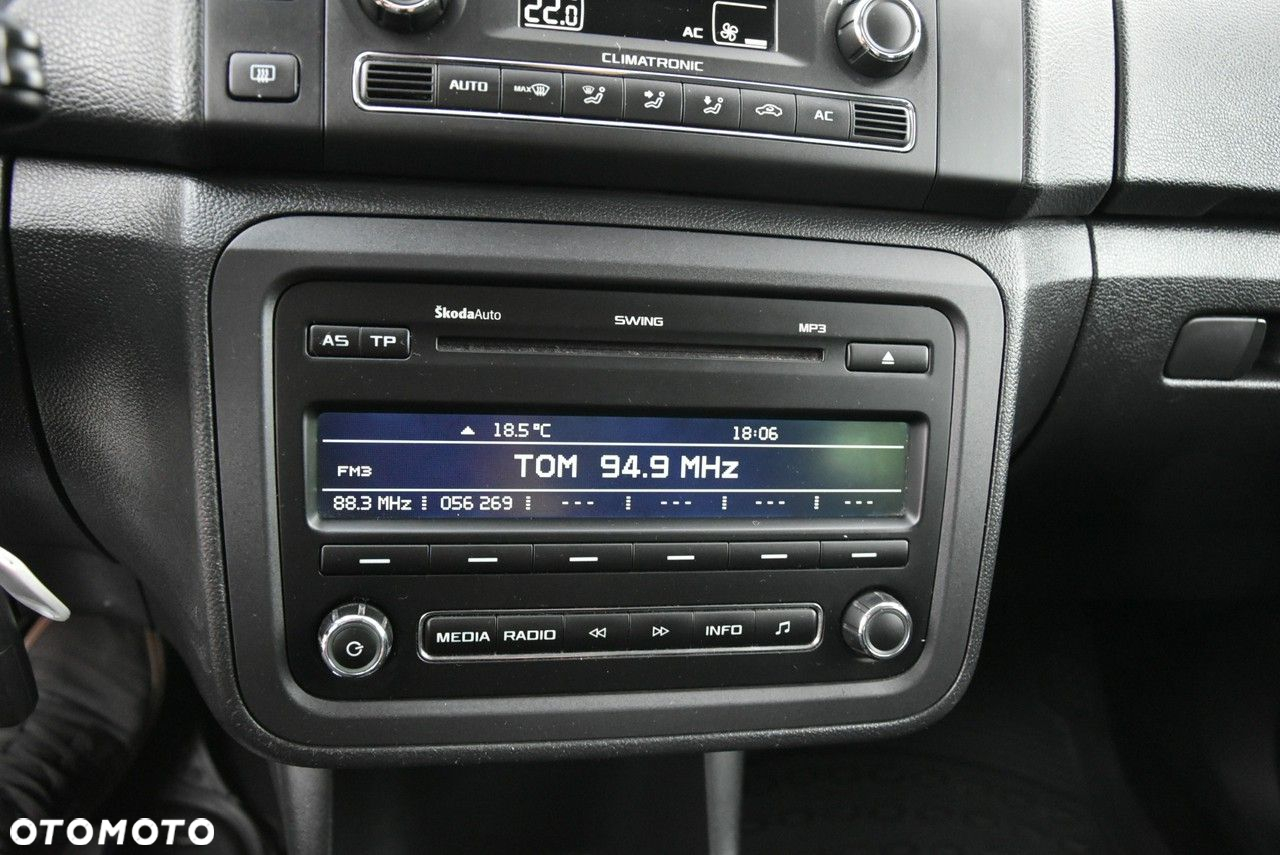 22.0
AC
CLIMATRONIC
AUTO MAX AC
ŠkodaAuto SWING MP3
AS TP
18.5 °C 18:06
FM3 TOM 94.9 MHz
88.3 MHz 056 269 --- --- --- ---
MEDIA RADIO INFO
OTOMOTO